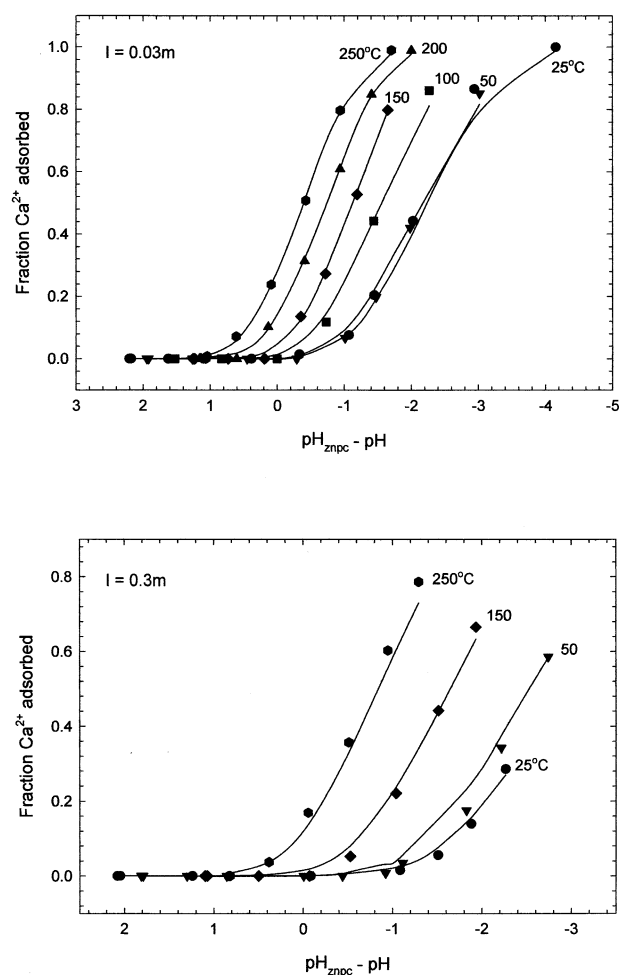 I = 0.03m
250°C
200
150
100
50
25°C
Fraction Ca2+ adsorbed
1.0
0.8
0.6
0.4
0.2
0.0
3 2 1 0 -1 -2 -3 -4 -5
pHznpc - pH
I = 0.3m
250°C
150
50
25°C
Fraction Ca2+ adsorbed
0.8
0.6
0.4
0.2
0.0
2 1 0 -1 -2 -3
pHznpc - pH